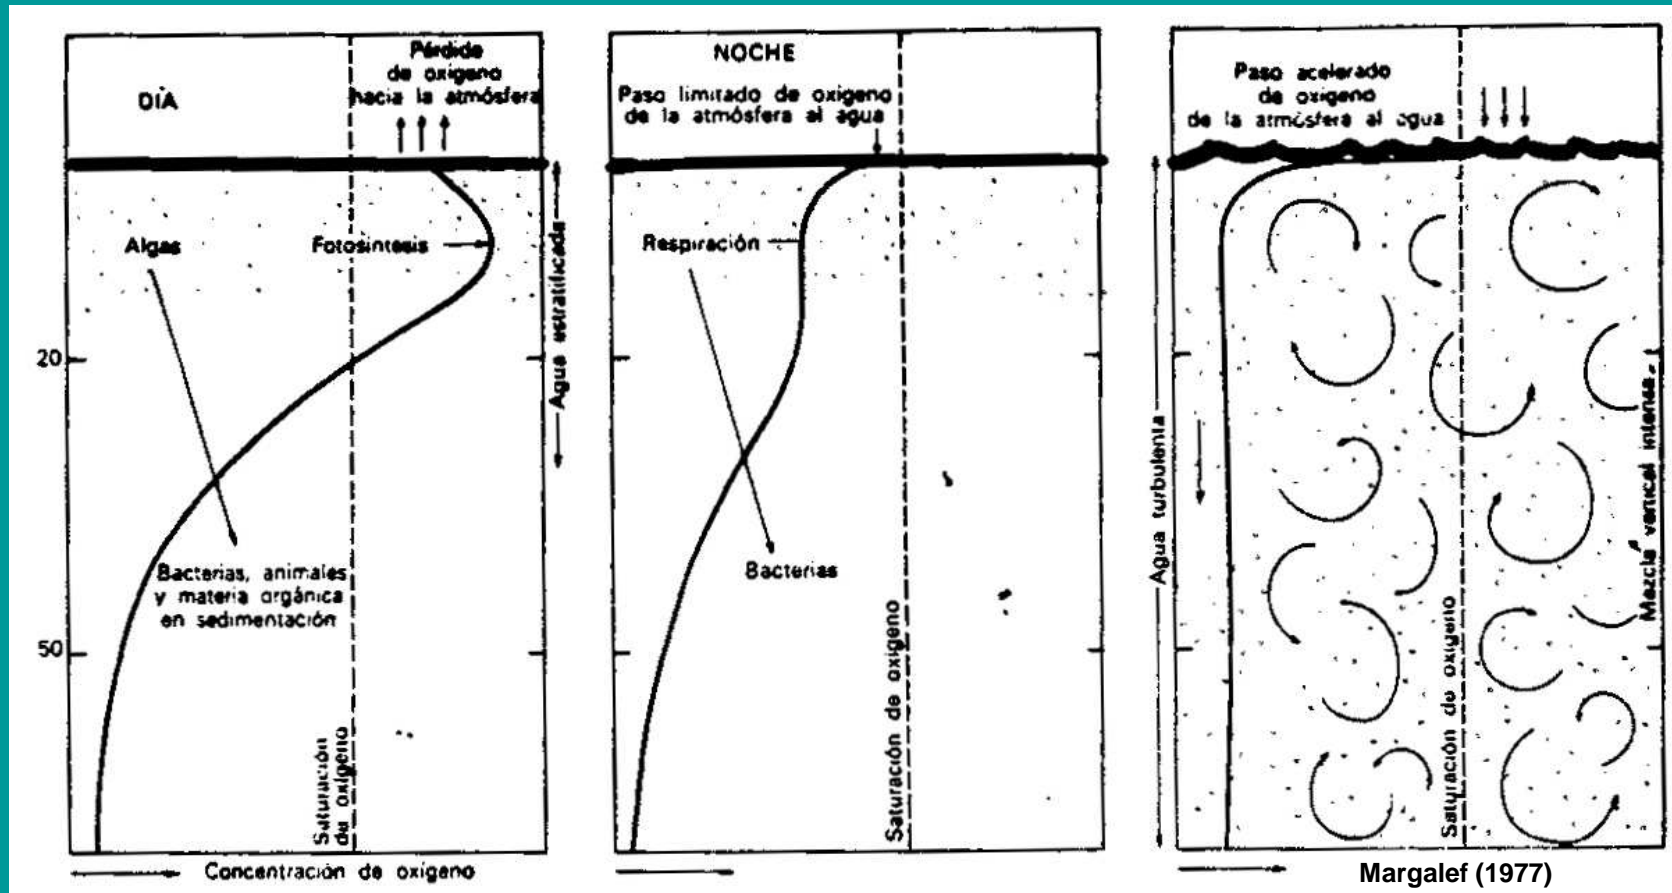 DÍA
Pérdida
de oxígeno
hacia la atmósfera
Algas
Fotosíntesis
20
Bacterias, animales
y materia orgánica
en sedimentación
50
Saturación
de oxígeno
Concentración de oxígeno
Agua estratificada
NOCHE
Paso limitado de oxígeno
de la atmósfera al agua
Respiración
Bacterias
Saturación de oxígeno
Paso acelerado
de oxígeno
de la atmósfera al agua
Agua turbulenta
Saturación de oxígeno
Mezcla vertical intensa
Margalef (1977)